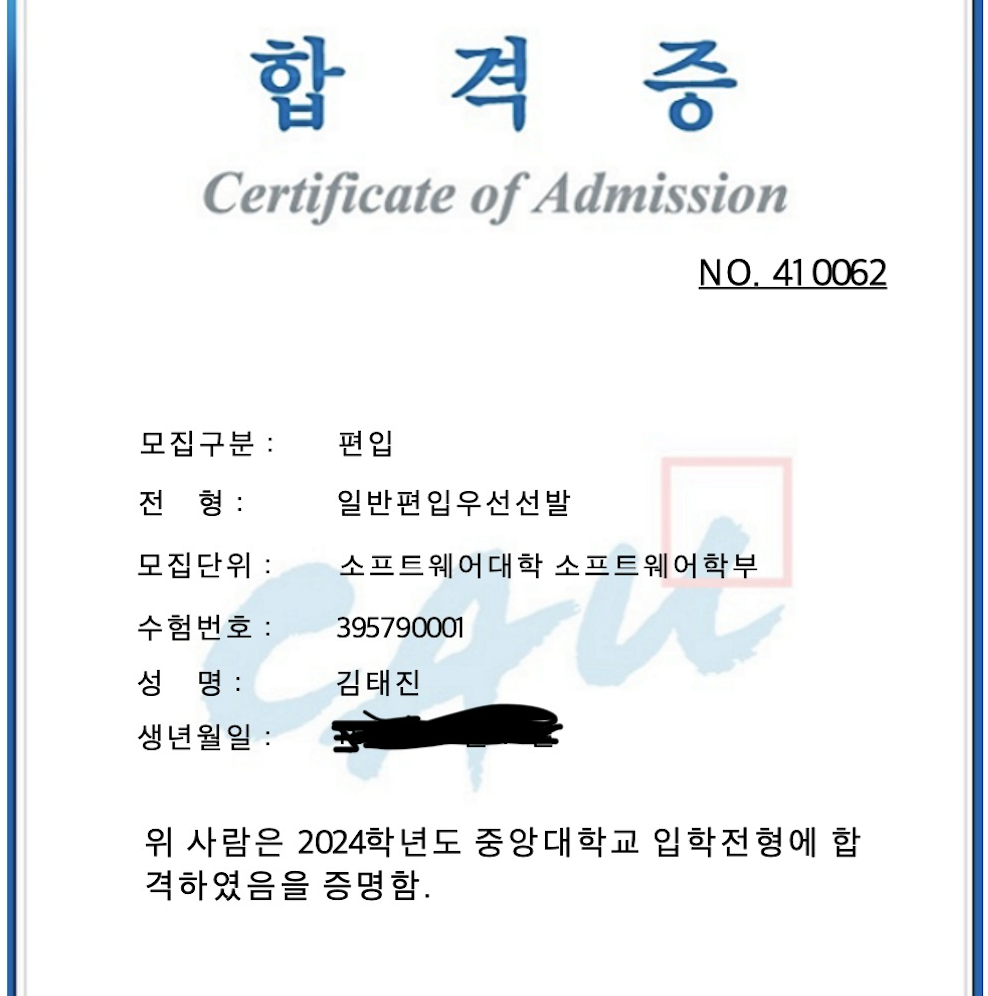 합 격 증
Certificate of Admission
NO. 410062
모집구분 : 편입
전 형 : 일반편입우선선발
모집단위 : 소프트웨어대학 소프트웨어학부
수험번호 : 395790001
성 명 : 김태진
생년월일 :
CAU
위 사람은 2024학년도 중앙대학교 입학전형에 합
격하였음을 증명함.